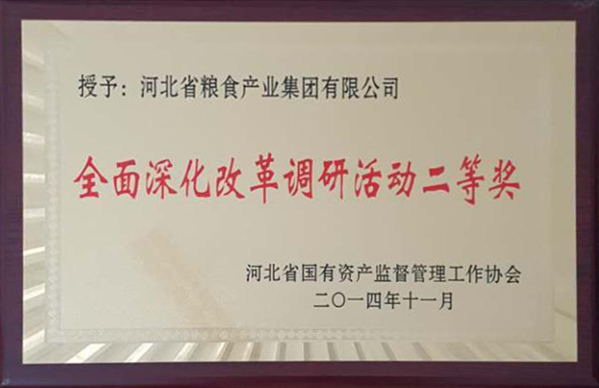 授予：河北省粮食产业集团有限公司
全面深化改革调研活动二等奖
河北省国有资产监督管理工作协会
二〇一四年十一月